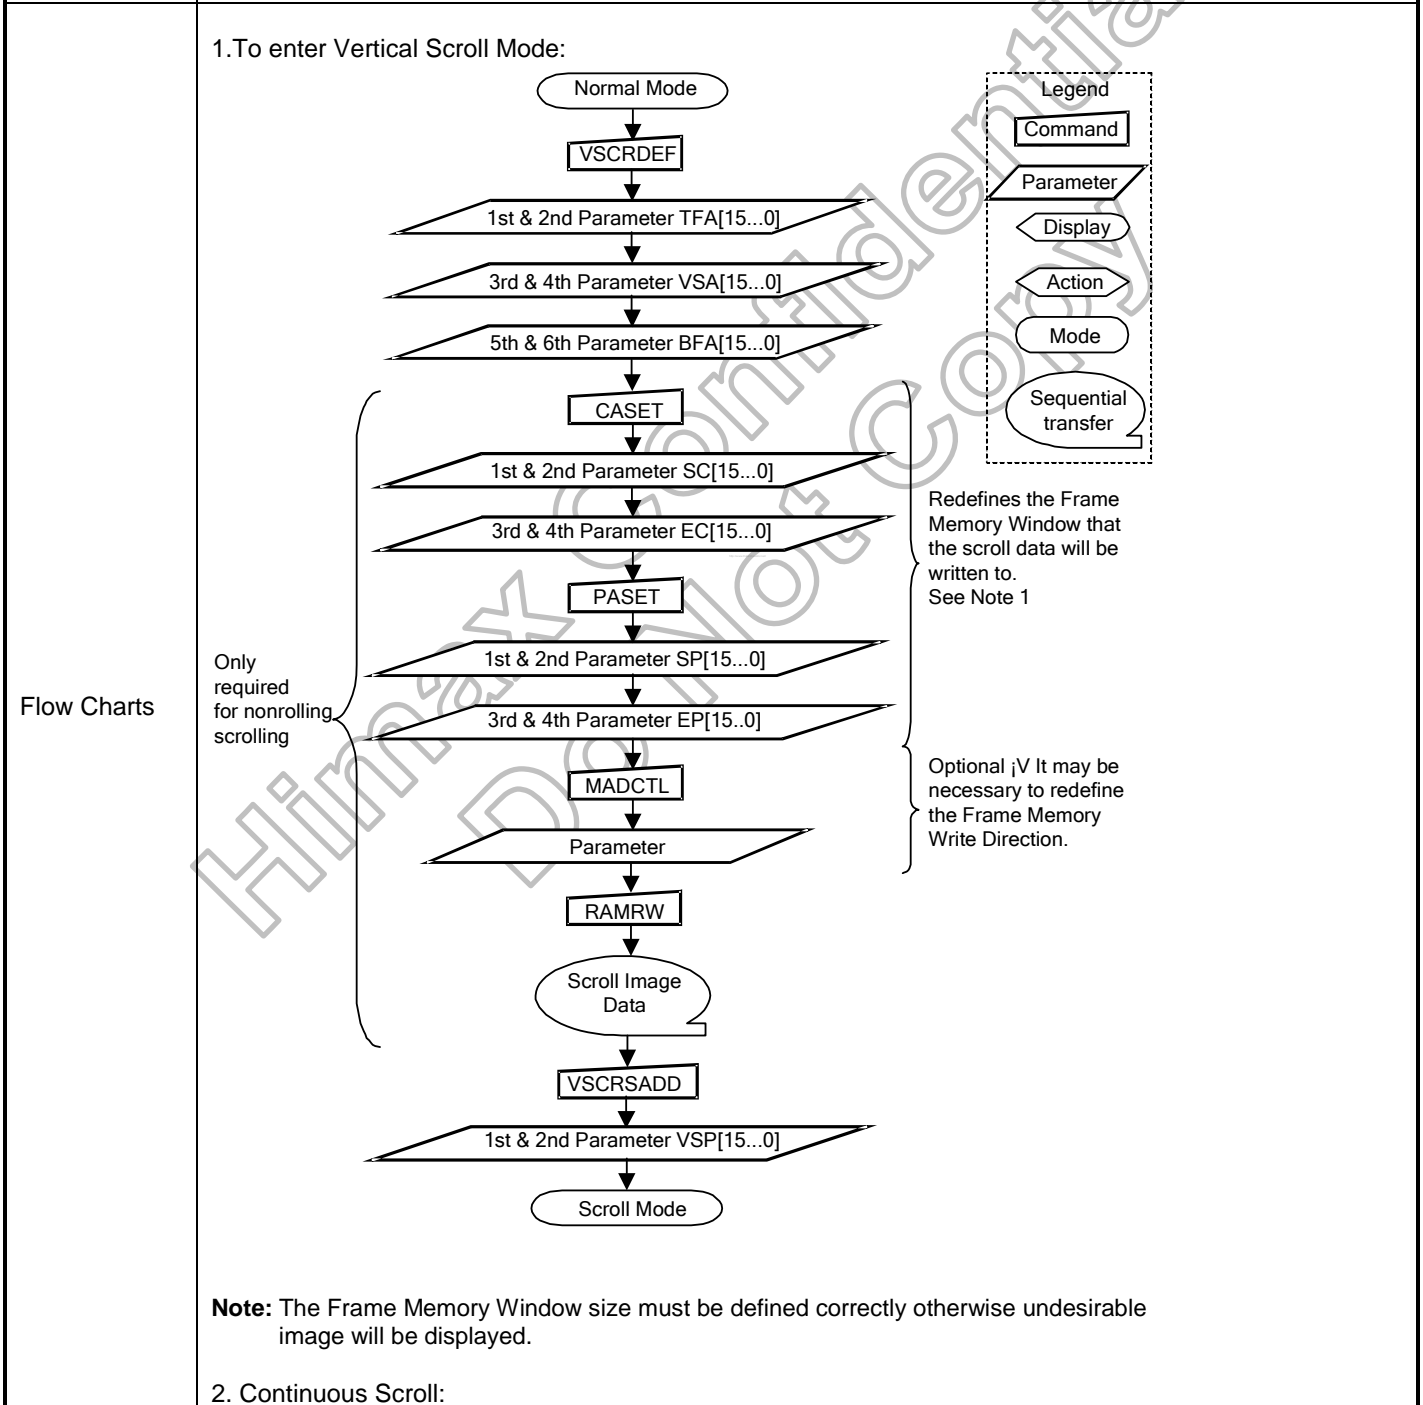 1.To enter Vertical Scroll Mode:
Normal Mode
VSCRDEF
1st & 2nd Parameter TFA[15...0]
3rd & 4th Parameter VSA[15...0]
5th & 6th Parameter BFA[15...0]
CASET
1st & 2nd Parameter SC[15...0]
3rd & 4th Parameter EC[15...0]
PASET
1st & 2nd Parameter SP[15...0]
3rd & 4th Parameter EP[15..0]
MADCTL
Parameter
RAMRW
Scroll Image
Data
VSCRSADD
1st & 2nd Parameter VSP[15...0]
Scroll Mode
Legend
Command
Parameter
Display
Action
Mode
Sequential
transfer
Redefines the Frame
Memory Window that
the scroll data will be
written to.
See Note 1
Optional ¡V It may be
necessary to redefine
the Frame Memory
Write Direction.
Only
required
for nonrolling
scrolling
Flow Charts
Note: The Frame Memory Window size must be defined correctly otherwise undesirable
image will be displayed.
2. Continuous Scroll:
Himax Confidential
Do Not Copy